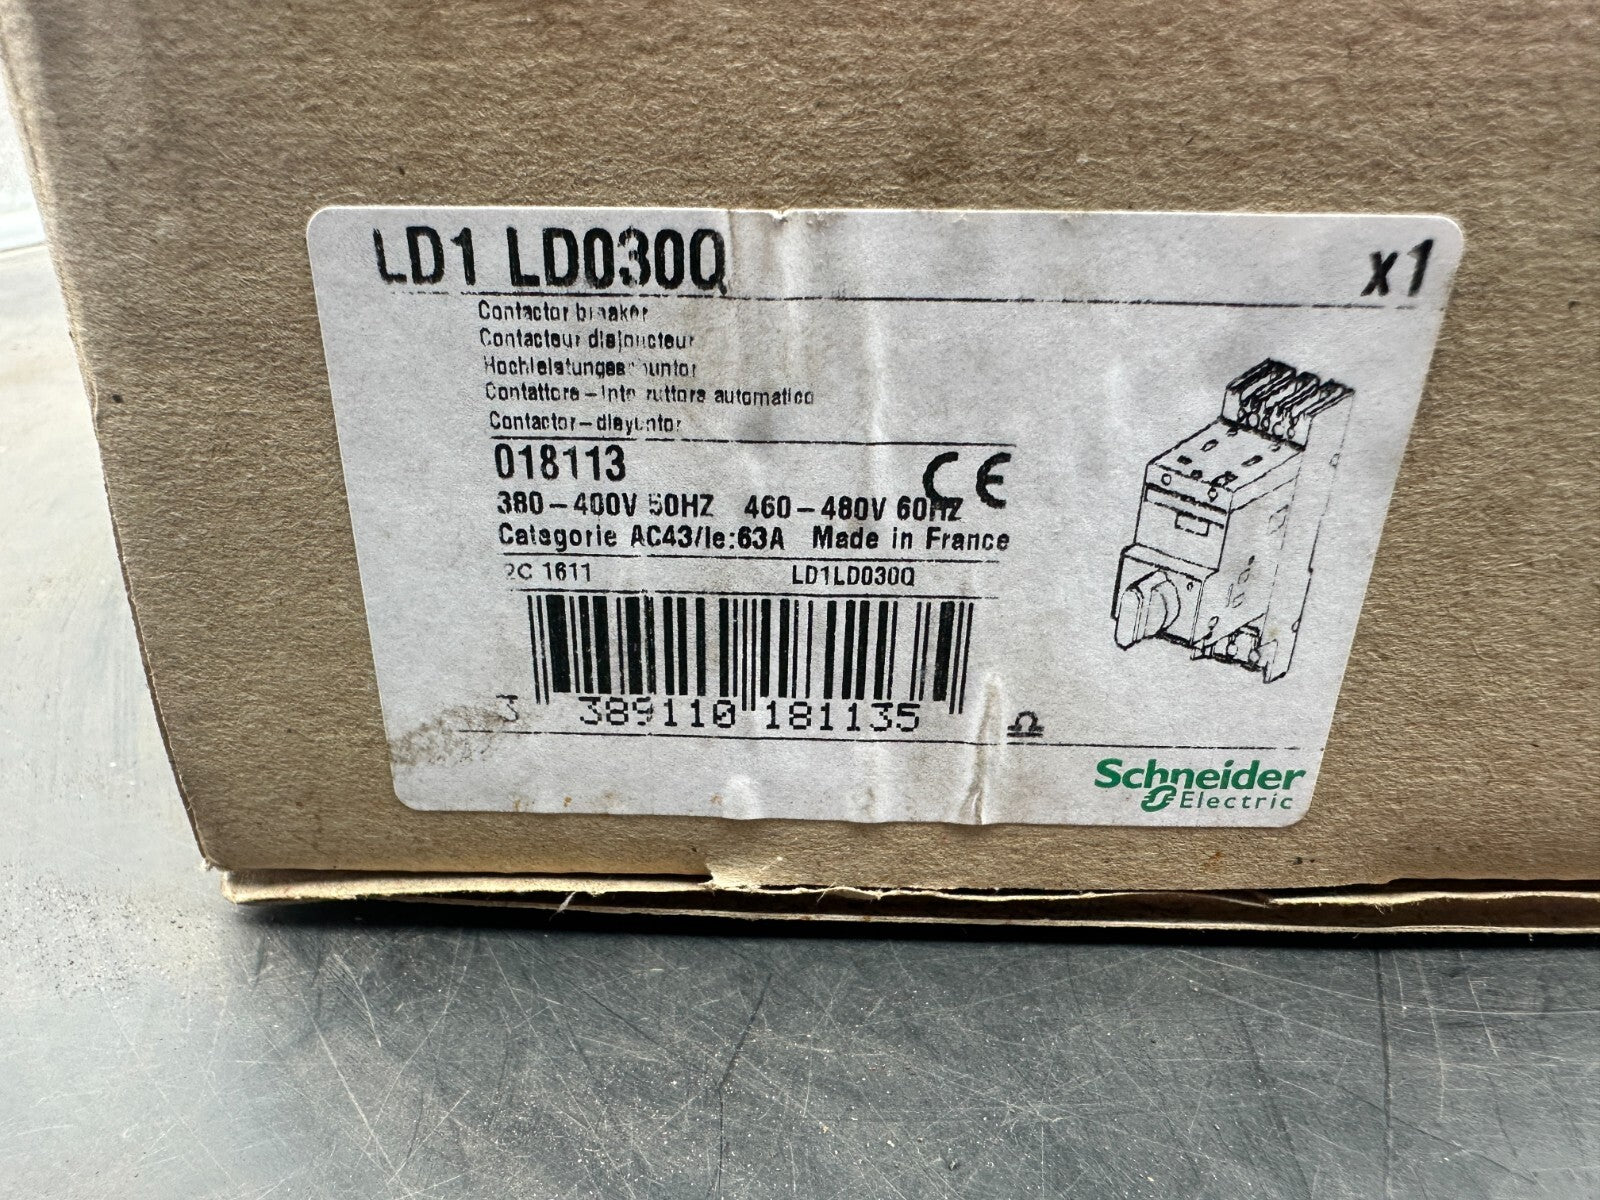 LD1 LD030Q x1
Contactor breaker
Contacteur disjoncteur
Contattore - automatico
Contactor - disyuntor
018113 CE
380-400V 50HZ 460-480V 60HZ
Categorie AC43/Ie:63A Made in France
2C 1611 LD1LD030Q
3 389110 181135
Schneider
Electric